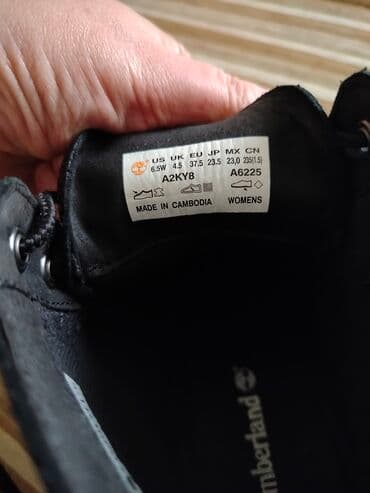 US UK EU JP MX CN
6.5W 4.5 37.5 23.5 23,0 235(1.5)
A2KY8 A6225
MADE IN CAMBODIA WOMENS
mberland